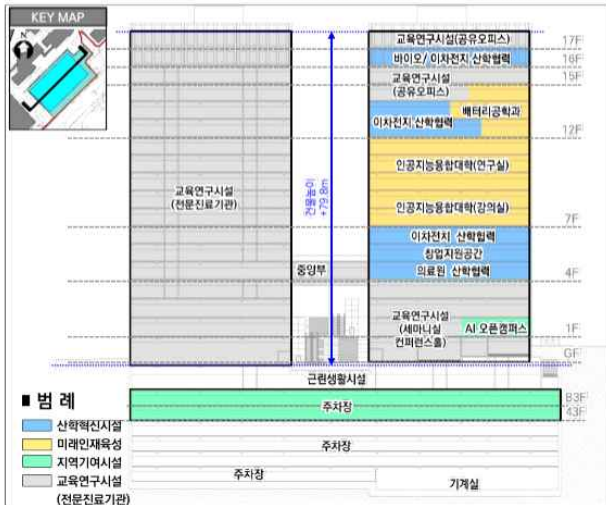 KEY MAP
N
교육연구시설(공유오피스)
17F
바이오/ 이차전지 산학협력
16F
교육연구시설
(공유오피스)
15F
배터리공학과
이차전지 산학협력
12F
인공지능융합대학(연구실)
교육연구시설
(전문진료기관)
건물높이
+79.8m
인공지능융합대학(강의실)
7F
이차전지 산학협력
창업지원공간
중앙부
의료원 산학협력
4F
교육연구시설
(세미나실
컨퍼런스홀)
AI 오픈캠퍼스
1F
GF
근린생활시설
■ 범 례
산학혁신시설
미래인재육성
지역기여시설
교육연구시설
(전문진료기관)
주차장
B3F
43F
주차장
주차장
기계실